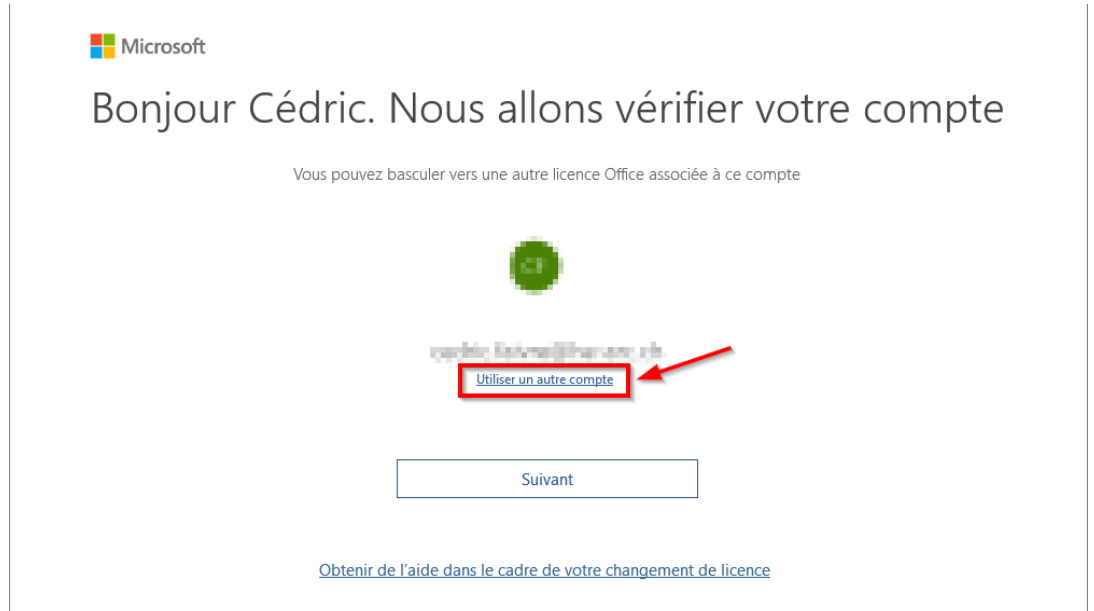 Microsoft
Bonjour Cédric. Nous allons vérifier votre compte
Vous pouvez basculer vers une autre licence Office associée à ce compte
Utiliser un autre compte
Suivant
Obtenir de l'aide dans le cadre de votre changement de licence